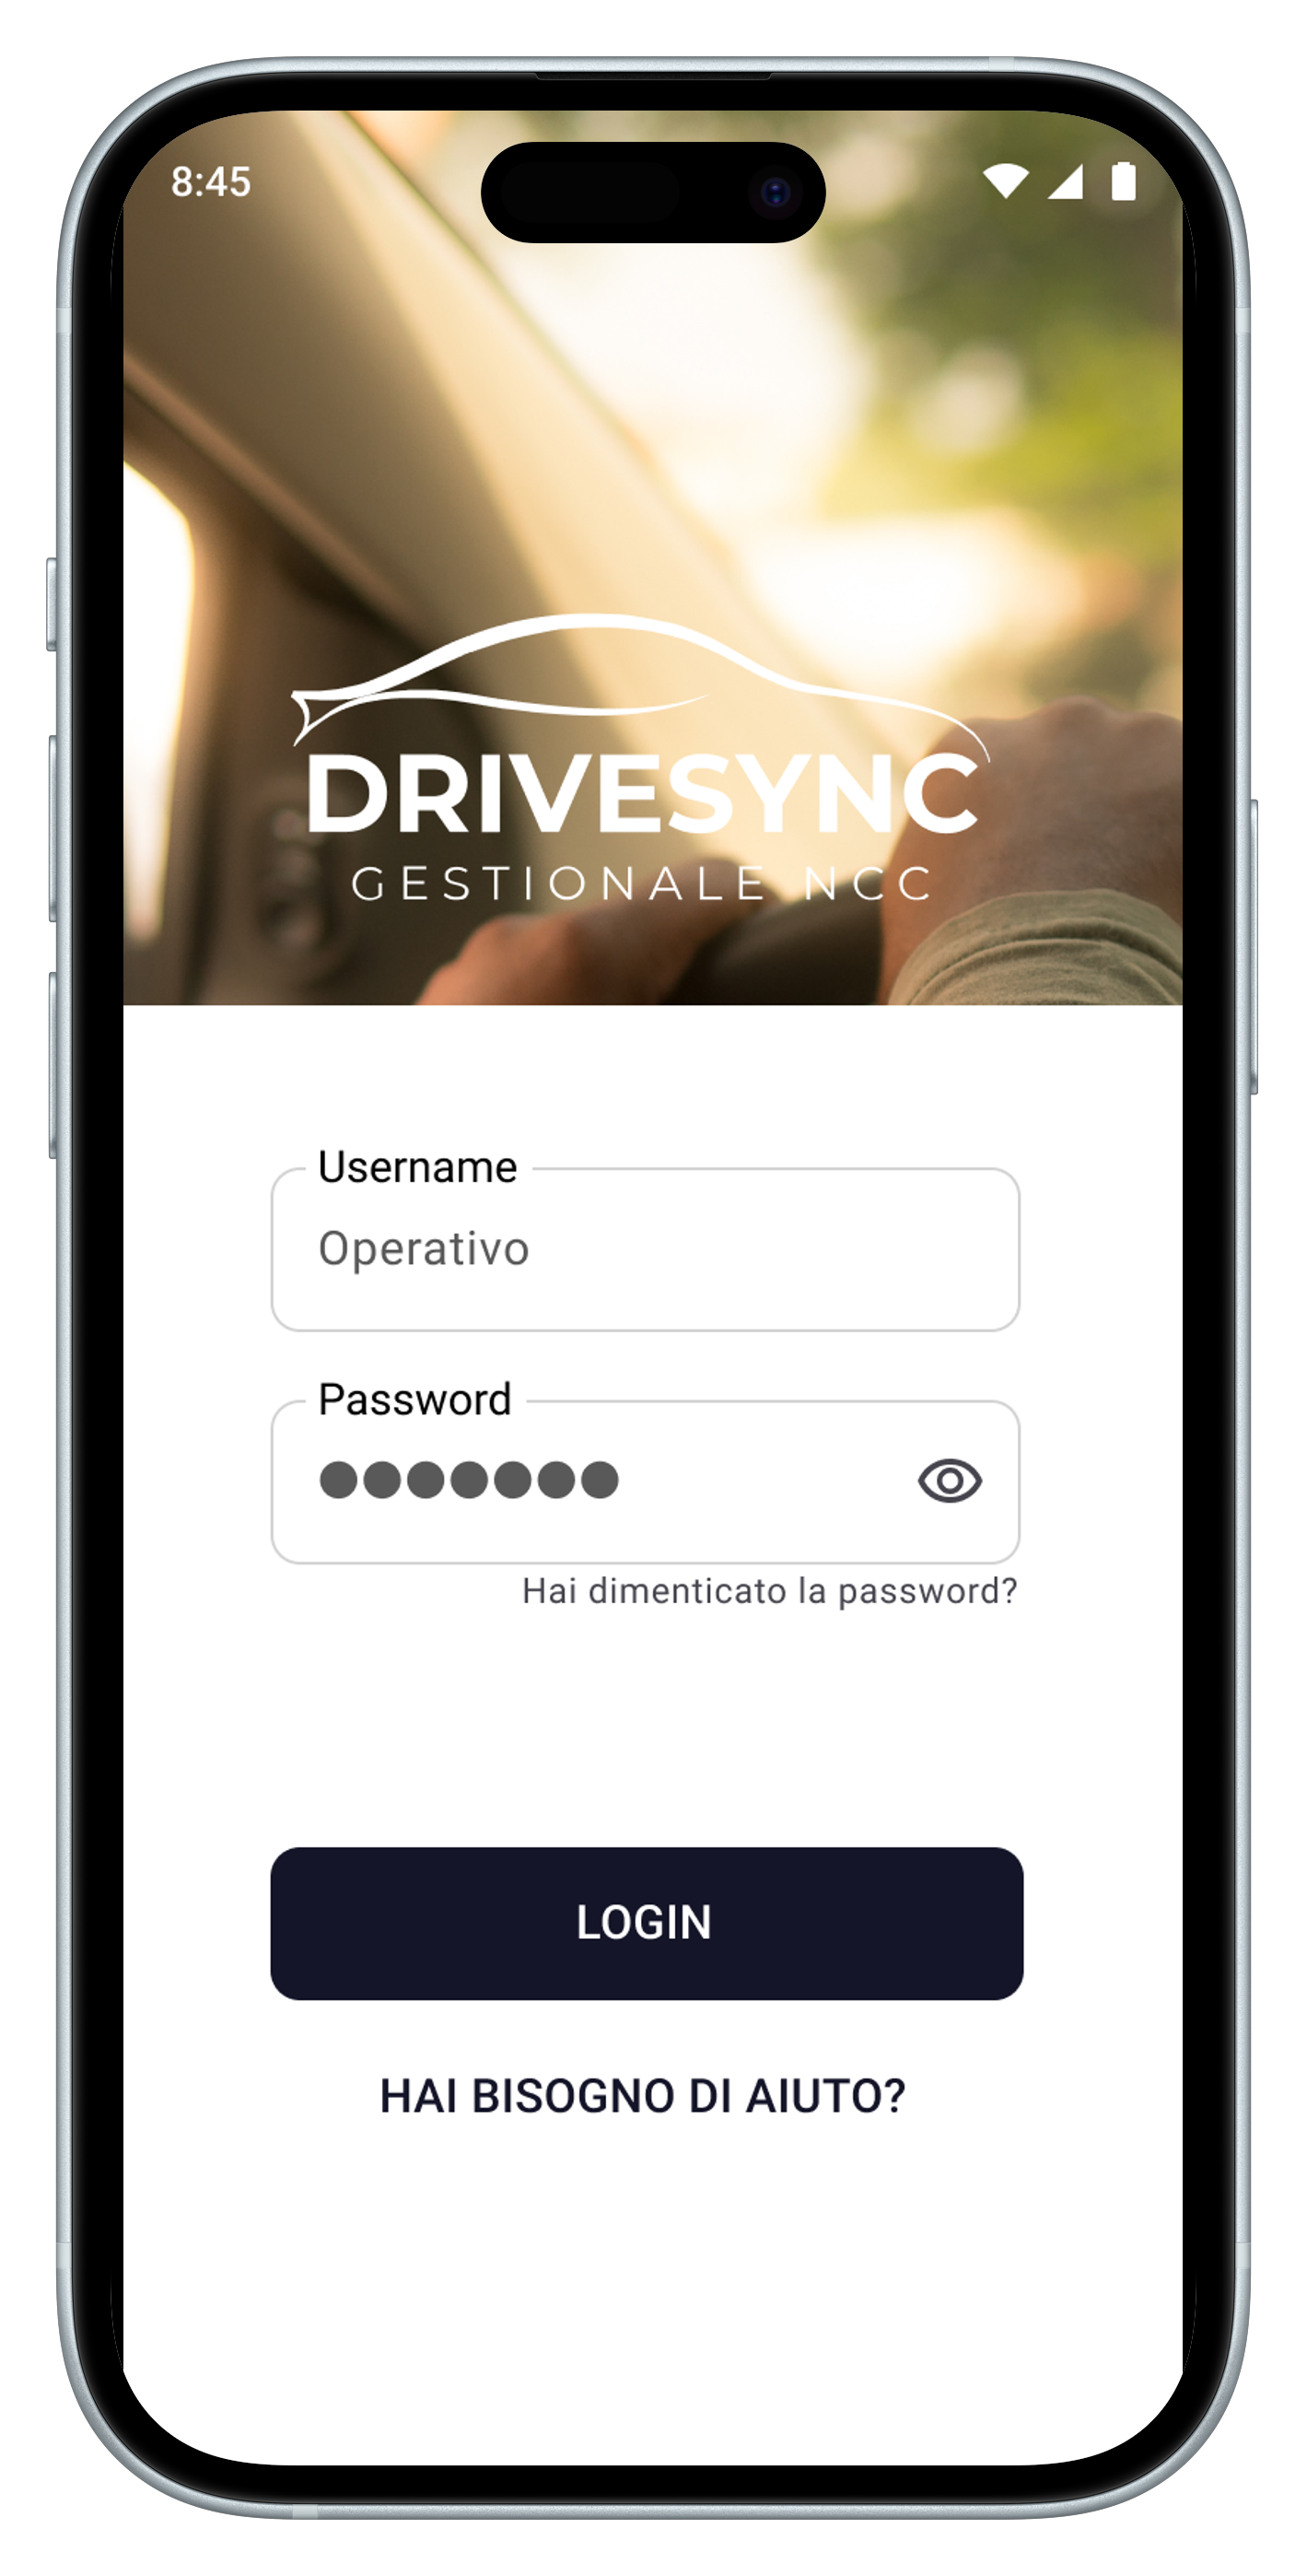 8:45
DRIVESYNC
GESTIONALE NCC
Username
Operativo
Password
Hai dimenticato la password?
LOGIN
HAI BISOGNO DI AIUTO?